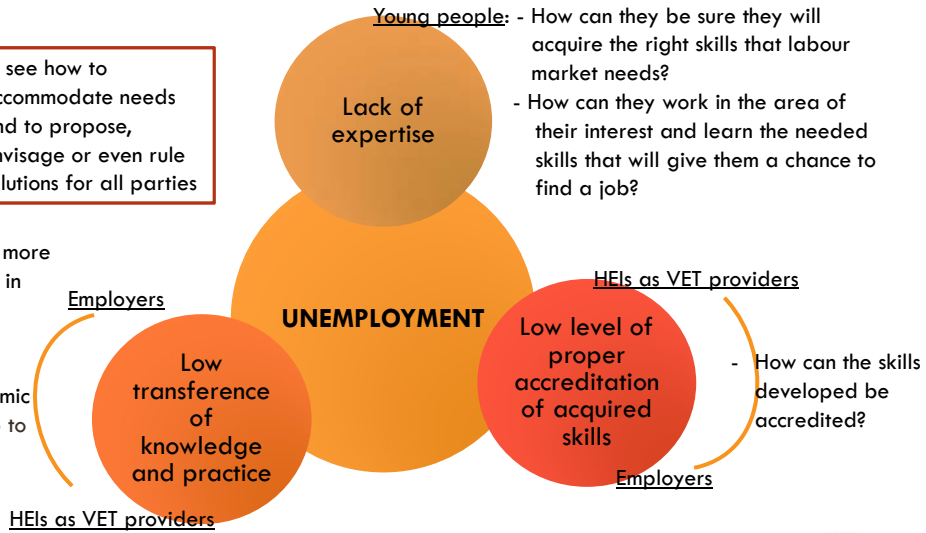 Young people: - How can they be sure they will
acquire the right skills that labour
market needs?
- How can they work in the area of
their interest and learn the needed
skills that will give them a chance to
find a job?
see how to
ccommodate needs
nd to propose,
nvisage or even rule
lutions for all parties
Lack of
expertise
more
in
Employers
mic
to
HEIs as VET providers
Low
transference
of
knowledge
and practice
UNEMPLOYMENT
HEIs as VET providers
Low level of
proper
accreditation
of acquired
skills
Employers
- How can the skills
developed be
accredited?